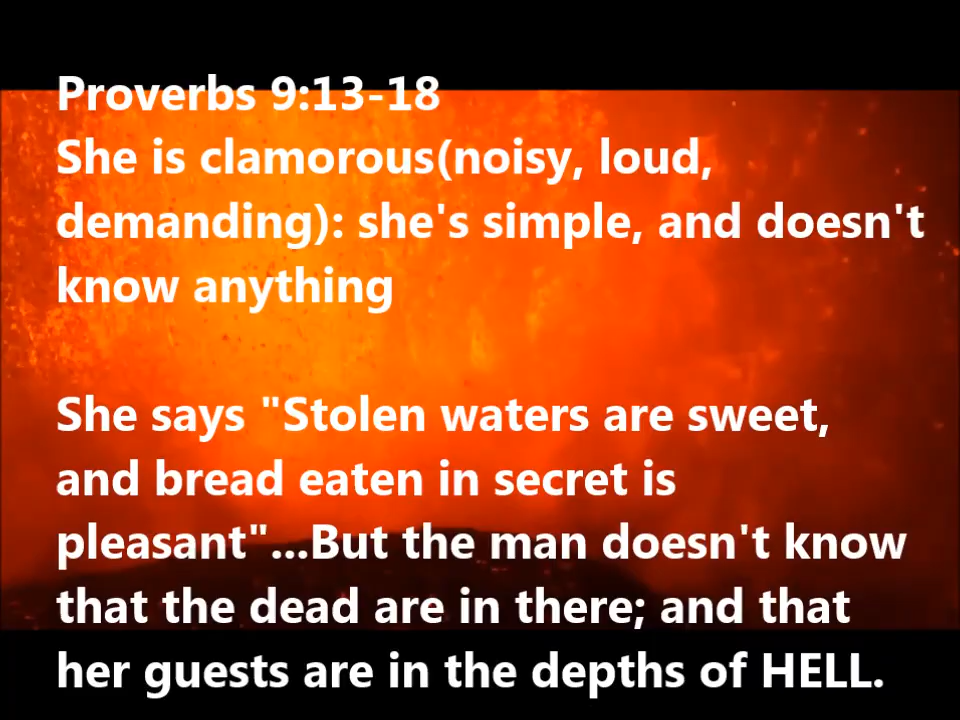 Proverbs 9:13-18
She is clamorous(noisy, loud,
demanding): she's simple, and doesn't
know anything
She says "Stolen waters are sweet,
and bread eaten in secret is
pleasant"...But the man doesn't know
that the dead are in there; and that
her guests are in the depths of HELL.